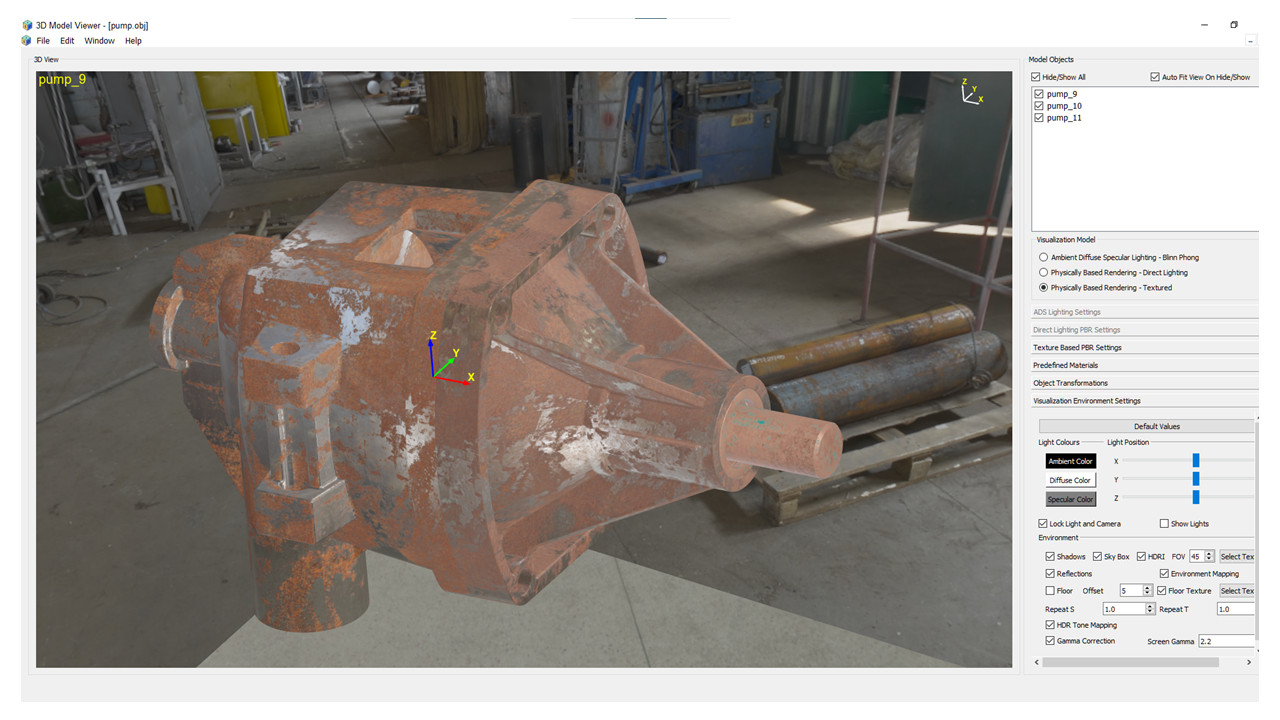 3D Model Viewer - [pump.obj]
File Edit Window Help
3D View
pump_9
Z
Y
X
Z
Y
X
Model Objects
Hide/Show All Auto Fit View On Hide/Show
pump_9
pump_10
pump_11
Visualization Model
Ambient Diffuse Specular Lighting - Blinn Phong
Physically Based Rendering - Direct Lighting
Physically Based Rendering - Textured
ADS Lighting Settings
Direct Lighting PBR Settings
Texture Based PBR Settings
Predefined Materials
Object Transformations
Visualization Environment Settings
Default Values
Light Colours Light Position
Ambient Color X
Diffuse Color Y
Specular Color Z
Lock Light and Camera Show Lights
Environment
Shadows Sky Box HDRI FOV 45 Select Tex
Reflections Environment Mapping
Floor Offset 5 Floor Texture Select Tex
Repeat S 1.0 Repeat T 1.0
HDR Tone Mapping
Gamma Correction Screen Gamma 2.2